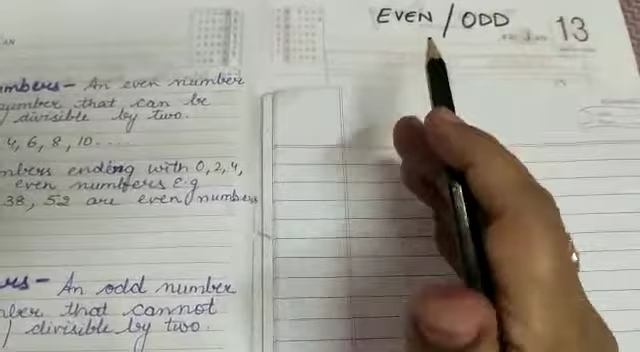 EVEN / ODD
13
umbers - An even number
number that can be
divisible by two.
4, 6, 8, 10....
mbers ending with 0, 2, 4,
even numbers e.g
38, 52 are even numbers
ers - An odd number
mber that cannot
divisible by two.